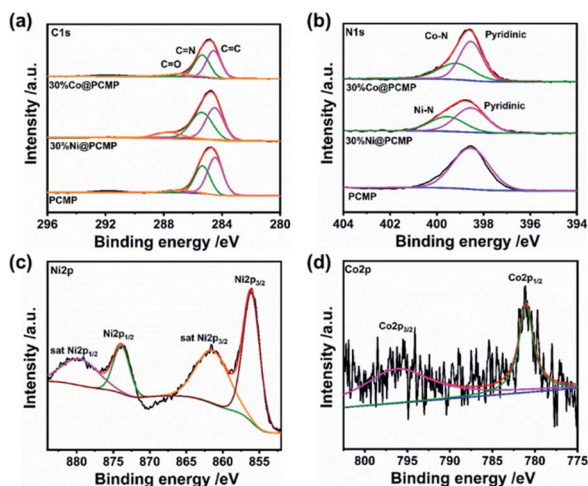 (a)
C1s
C=N
C=C
C=O
30%Co@PCMP
30%Ni@PCMP
PCMP
Intensity /a.u.
296 292 288 284 280
Binding energy /eV
(b)
N1s
Co-N
Pyridinic
30%Co@PCMP
Ni-N
Pyridinic
30%Ni@PCMP
PCMP
Intensity /a.u.
404 402 400 398 396 394
Binding energy /eV
(c)
Ni2p
Ni2p3/2
Ni2p1/2
sat Ni2p3/2
sat Ni2p1/2
Intensity /a.u.
880 875 870 865 860 855
Binding energy /eV
(d)
Co2p
Co2p1/2
Co2p3/2
Intensity /a.u.
800 795 790 785 780 775
Binding energy /eV